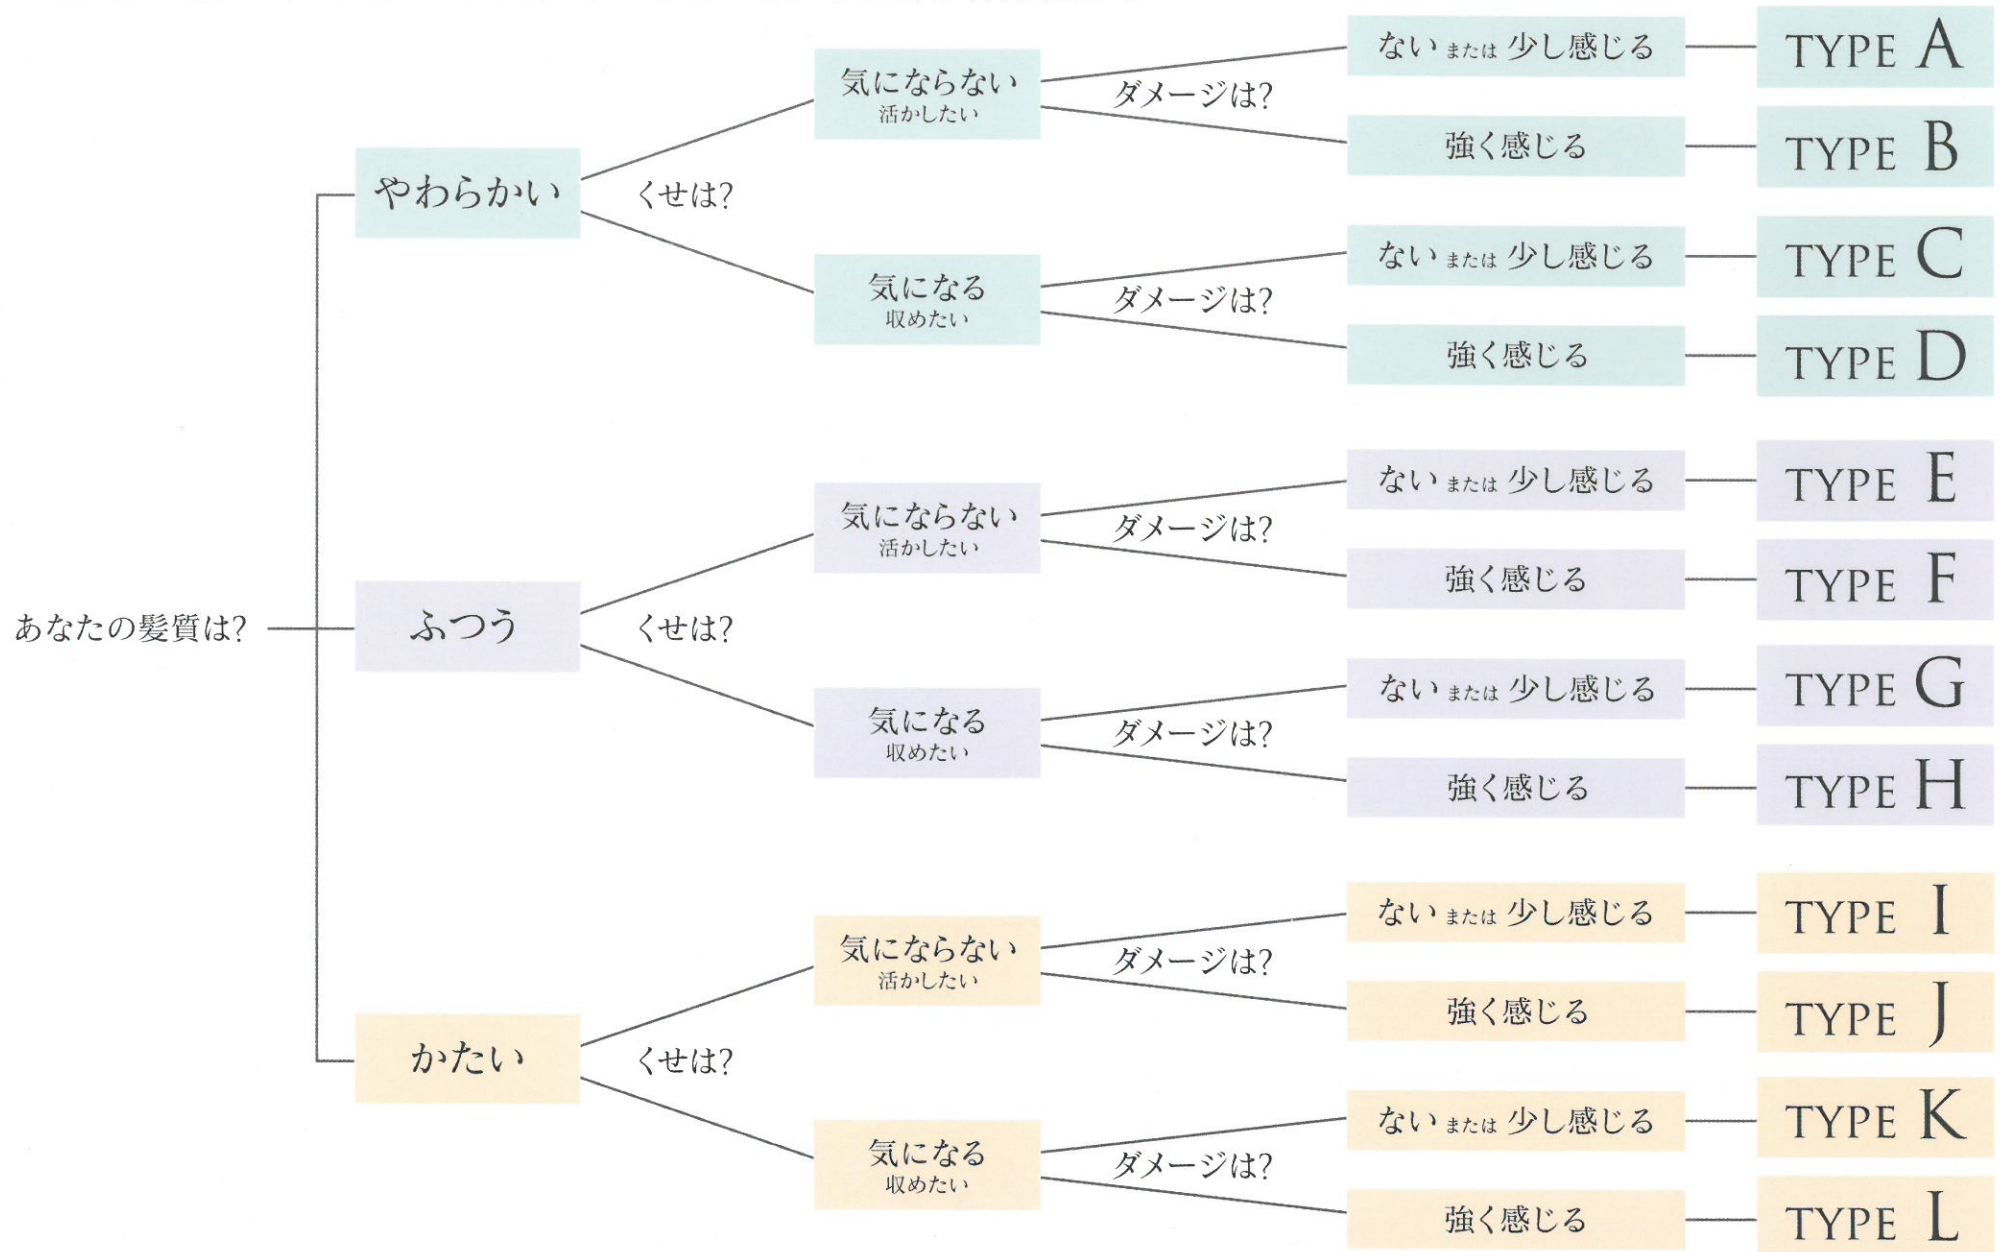 あなたの髪質は?
やわらかい
くせは?
気にならない
活かしたい
ダメージは?
ない または 少し感じる
TYPE A
強く感じる
TYPE B
気になる
収めたい
ダメージは?
ない または 少し感じる
TYPE C
強く感じる
TYPE D
ふつう
くせは?
気にならない
活かしたい
ダメージは?
ない または 少し感じる
TYPE E
強く感じる
TYPE F
気になる
収めたい
ダメージは?
ない または 少し感じる
TYPE G
強く感じる
TYPE H
かたい
くせは?
気にならない
活かしたい
ダメージは?
ない または 少し感じる
TYPE I
強く感じる
TYPE J
気になる
収めたい
ダメージは?
ない または 少し感じる
TYPE K
強く感じる
TYPE L